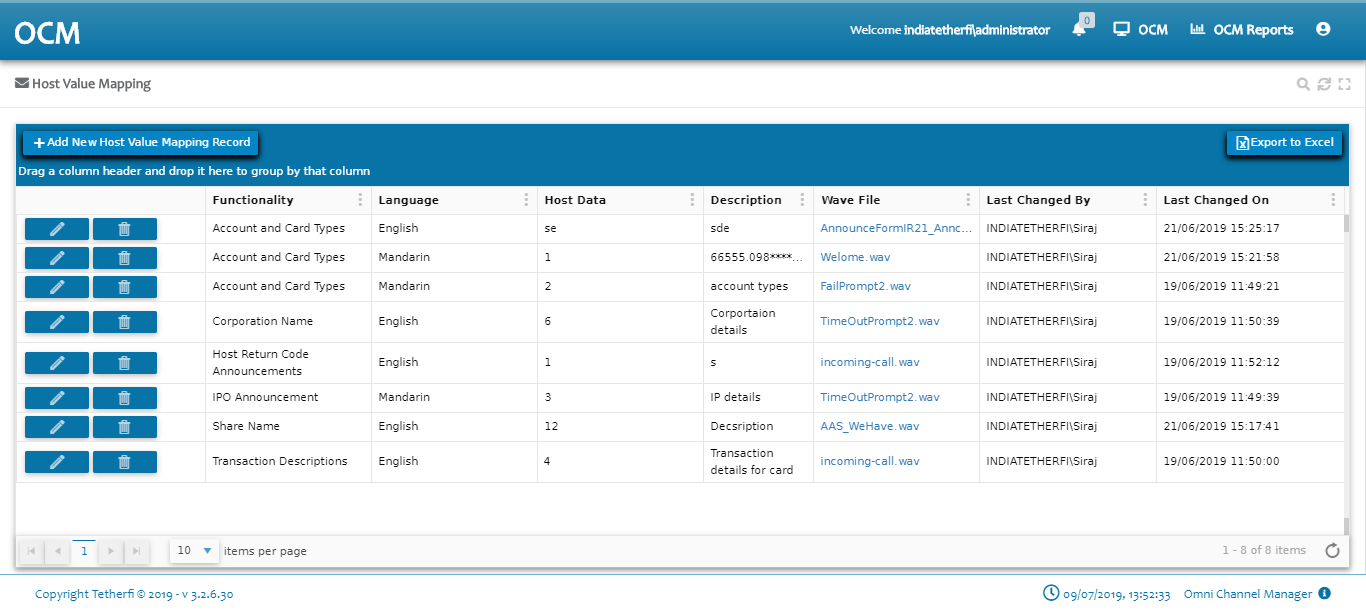 OCM
Welcome indiatetherfi\administrator
0
OCM
OCM Reports
Host Value Mapping
Add New Host Value Mapping Record
Export to Excel
Drag a column header and drop it here to group by that column
Functionality Language Host Data Description Wave File Last Changed By Last Changed On
Account and Card Types English se sde AnnounceFormIR21_Annc... INDIATETHERFI\Siraj 21/06/2019 15:25:17
Account and Card Types Mandarin 1 66555.098****... Welome.wav INDIATETHERFI\Siraj 21/06/2019 15:21:58
Account and Card Types Mandarin 2 account types FailPrompt2.wav INDIATETHERFI\Siraj 19/06/2019 11:49:21
Corporation Name English 6 Corportaion
details TimeOutPrompt2.wav INDIATETHERFI\Siraj 19/06/2019 11:50:39
Host Return Code
Announcements English 1 s incoming-call.wav INDIATETHERFI\Siraj 19/06/2019 11:52:12
IPO Announcement Mandarin 3 IP details TimeOutPrompt2.wav INDIATETHERFI\Siraj 19/06/2019 11:49:39
Share Name English 12 Decsription AAS_WeHave.wav INDIATETHERFI\Siraj 21/06/2019 15:17:41
Transaction Descriptions English 4 Transaction
details for card incoming-call.wav INDIATETHERFI\Siraj 19/06/2019 11:50:00
1
10
items per page
1 - 8 of 8 items
Copyright Tetherfi © 2019 - v 3.2.6.30
09/07/2019, 13:52:33
Omni Channel Manager